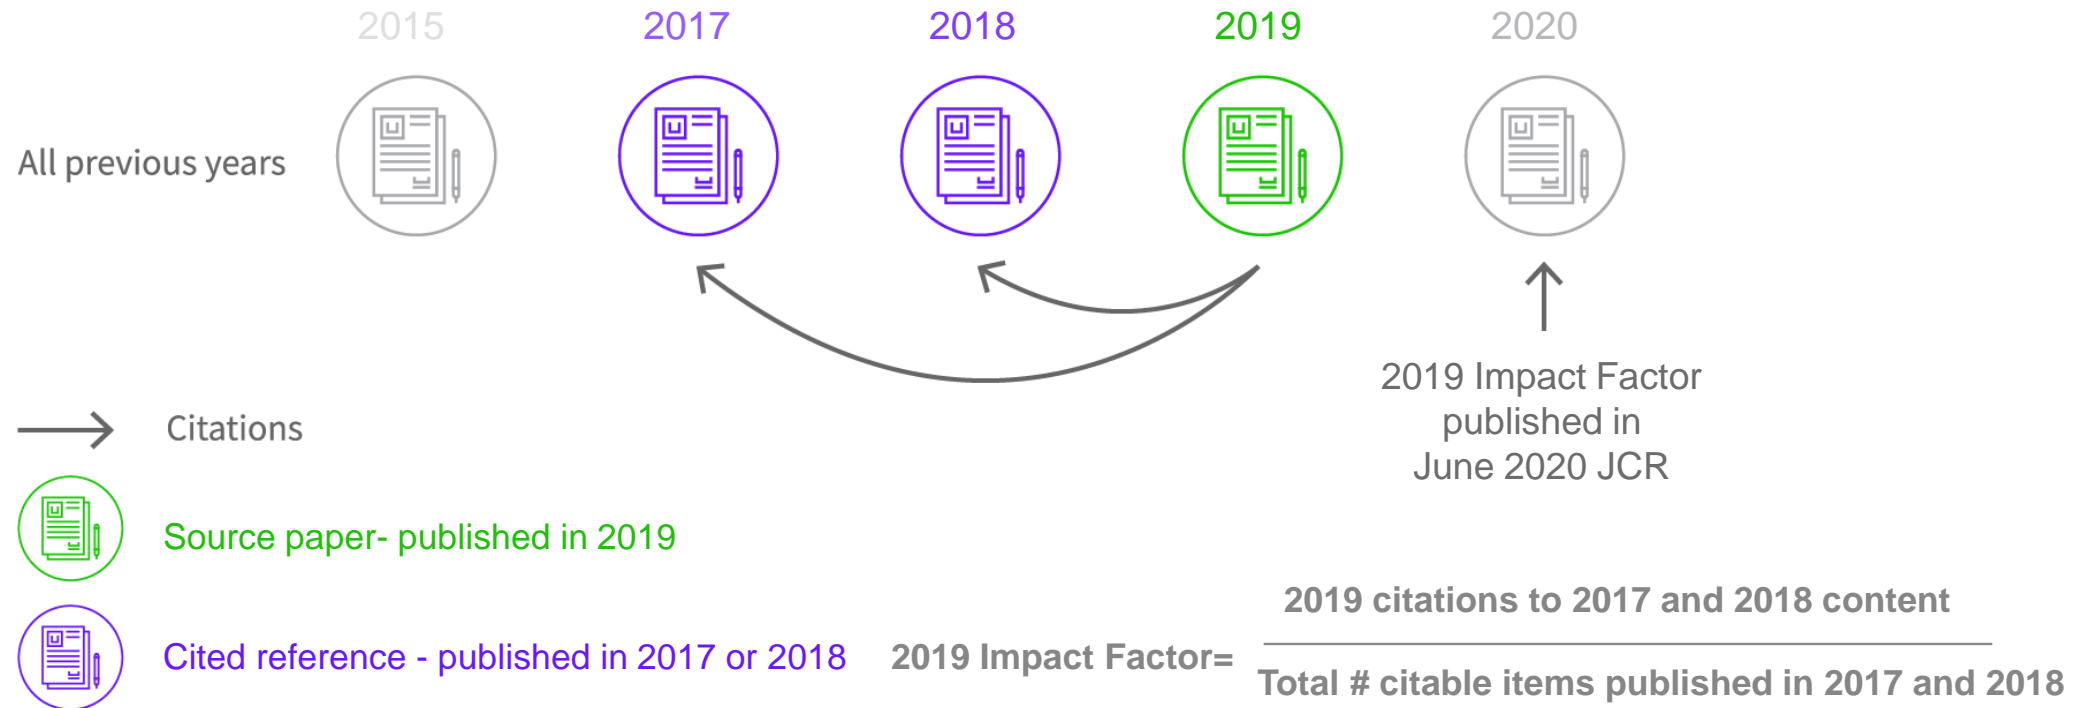 2015
2017
2018
2019
2020
All previous years
2019 Impact Factor
published in
June 2020 JCR
Citations
Source paper- published in 2019
Cited reference - published in 2017 or 2018
2019 Impact Factor=
2019 citations to 2017 and 2018 content
Total # citable items published in 2017 and 2018